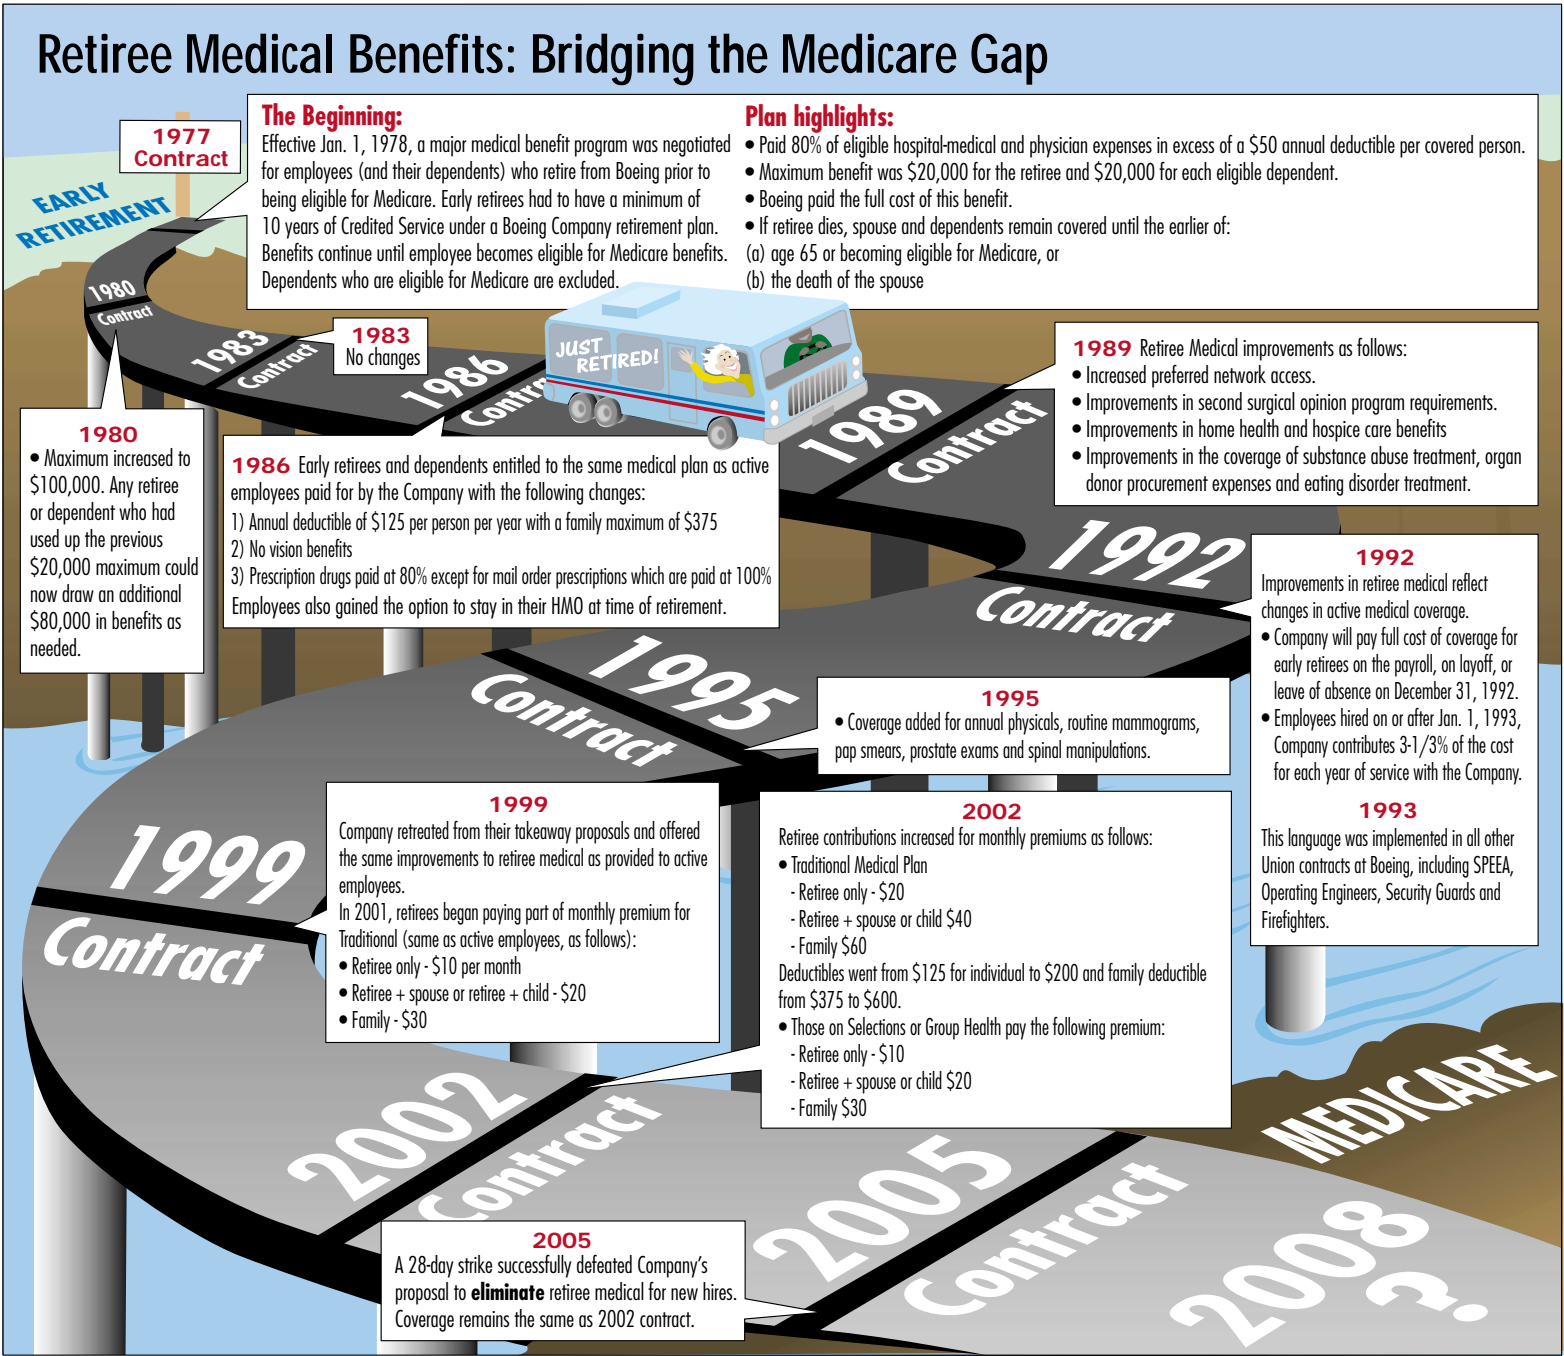 Retiree Medical Benefits: Bridging the Medicare Gap
1977
Contract
EARLY
RETIREMENT
The Beginning:
Effective Jan. 1, 1978, a major medical benefit program was negotiated
for employees (and their dependents) who retire from Boeing prior to
being eligible for Medicare. Early retirees had to have a minimum of
10 years of Credited Service under a Boeing Company retirement plan.
Benefits continue until employee becomes eligible for Medicare benefits.
Dependents who are eligible for Medicare are excluded.
Plan highlights:
• Paid 80% of eligible hospital-medical and physician expenses in excess of a $50 annual deductible per covered person.
• Maximum benefit was $20,000 for the retiree and $20,000 for each eligible dependent.
• Boeing paid the full cost of this benefit.
• If retiree dies, spouse and dependents remain covered until the earlier of:
(a) age 65 or becoming eligible for Medicare, or
(b) the death of the spouse
1980
Contract
1983
Contract
1983
No changes
1986
Contra
JUST
RETIRED!
1989
Contract
1980
• Maximum increased to
$100,000. Any retiree
or dependent who had
used up the previous
$20,000 maximum could
now draw an additional
$80,000 in benefits as
needed.
1986 Early retirees and dependents entitled to the same medical plan as active
employees paid for by the Company with the following changes:
1) Annual deductible of $125 per person per year with a family maximum of $375
2) No vision benefits
3) Prescription drugs paid at 80% except for mail order prescriptions which are paid at 100%
Employees also gained the option to stay in their HMO at time of retirement.
1989 Retiree Medical improvements as follows:
• Increased preferred network access.
• Improvements in second surgical opinion program requirements.
• Improvements in home health and hospice care benefits
• Improvements in the coverage of substance abuse treatment, organ
donor procurement expenses and eating disorder treatment.
1992
Contract
1992
Improvements in retiree medical reflect
changes in active medical coverage.
• Company will pay full cost of coverage for
early retirees on the payroll, on layoff, or
leave of absence on December 31, 1992.
• Employees hired on or after Jan. 1, 1993,
Company contributes 3-1/3% of the cost
for each year of service with the Company.
1993
This language was implemented in all other
Union contracts at Boeing, including SPEEA,
Operating Engineers, Security Guards and
Firefighters.
1995
Contract
1995
• Coverage added for annual physicals, routine mammograms,
pap smears, prostate exams and spinal manipulations.
1999
Contract
1999
Company retreated from their takeaway proposals and offered
the same improvements to retiree medical as provided to active
employees.
In 2001, retirees began paying part of monthly premium for
Traditional (same as active employees, as follows):
• Retiree only - $10 per month
• Retiree + spouse or retiree + child - $20
• Family - $30
2002
Retiree contributions increased for monthly premiums as follows:
• Traditional Medical Plan
- Retiree only - $20
- Retiree + spouse or child $40
- Family $60
Deductibles went from $125 for individual to $200 and family deductible
from $375 to $600.
• Those on Selections or Group Health pay the following premium:
- Retiree only - $10
- Retiree + spouse or child $20
- Family $30
2002
Contract
2005
Contract
2005
A 28-day strike successfully defeated Company's
proposal to eliminate retiree medical for new hires.
Coverage remains the same as 2002 contract.
MEDICARE
2008
?